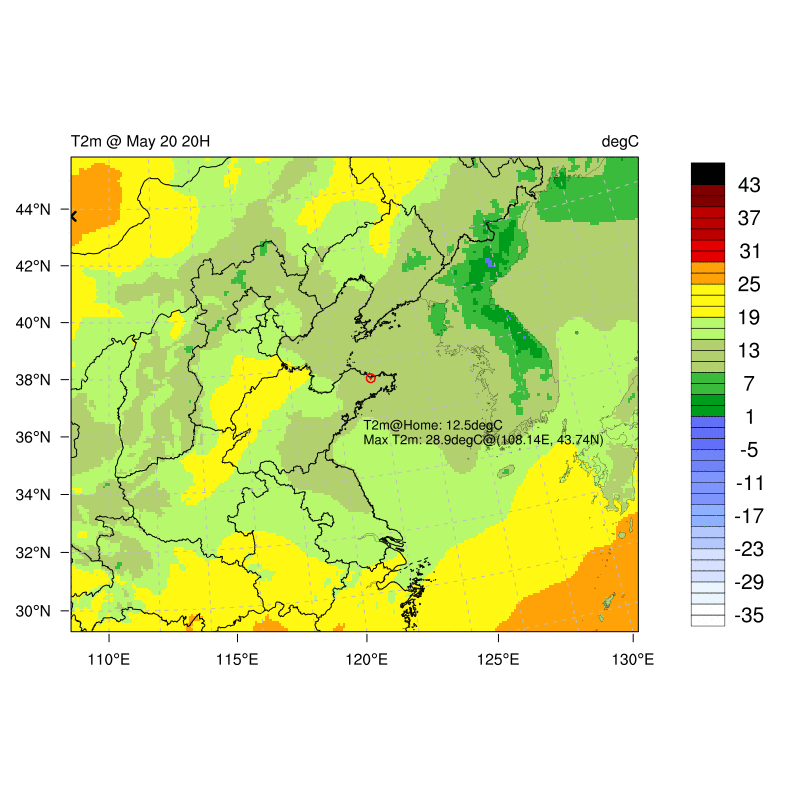 T2m @ May 20 20H
degC
44°N
42°N
40°N
38°N
36°N
34°N
32°N
30°N
110°E
115°E
120°E
125°E
130°E
T2m@Home: 12.5degC
Max T2m: 28.9degC@(108.14E, 43.74N)
43
37
31
25
19
13
7
1
-5
-11
-17
-23
-29
-35